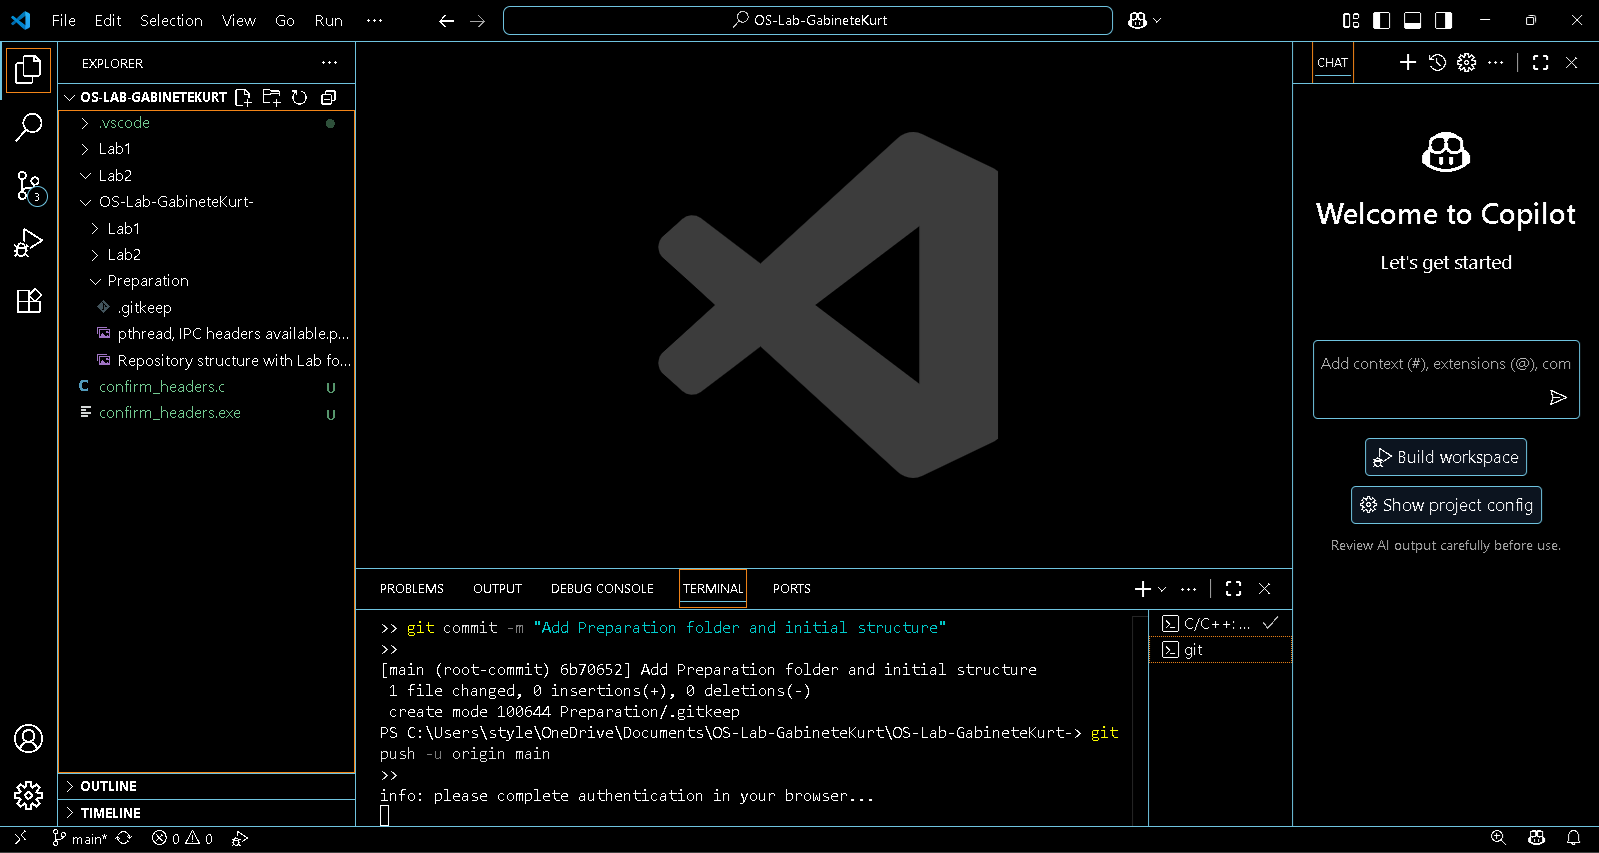 File Edit Selection View Go Run ···
OS-Lab-GabineteKurt
EXPLORER
OS-LAB-GABINETEKURT
.vscode
Lab1
Lab2
OS-Lab-GabineteKurt-
Lab1
Lab2
Preparation
.gitkeep
pthread, IPC headers available.p...
Repository structure with Lab fo...
confirm_headers.c U
confirm_headers.exe U
OUTLINE
TIMELINE
3
PROBLEMS OUTPUT DEBUG CONSOLE TERMINAL PORTS
>> git commit -m "Add Preparation folder and initial structure"
>>
[main (root-commit) 6b70652] Add Preparation folder and initial structure
1 file changed, 0 insertions(+), 0 deletions(-)
create mode 100644 Preparation/.gitkeep
PS C:\Users\style\OneDrive\Documents\OS-Lab-GabineteKurt\OS-Lab-GabineteKurt-> git
push -u origin main
>>
info: please complete authentication in your browser...
C/C++: ...
git
CHAT
Welcome to Copilot
Let's get started
Add context (#), extensions (@), com
Build workspace
Show project config
Review AI output carefully before use.
main* 0 0